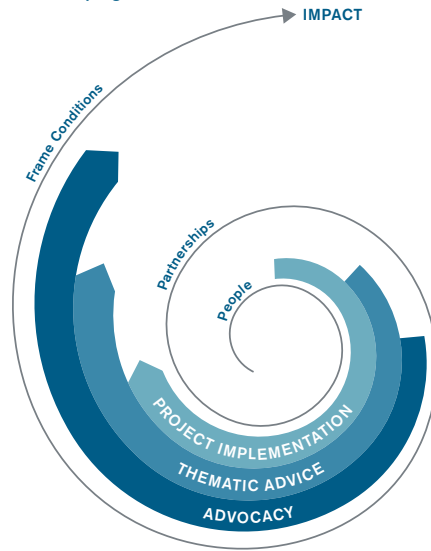 IMPACT
Frame Conditions
Partnerships
People
PROJECT IMPLEMENTATION
THEMATIC ADVICE
ADVOCACY